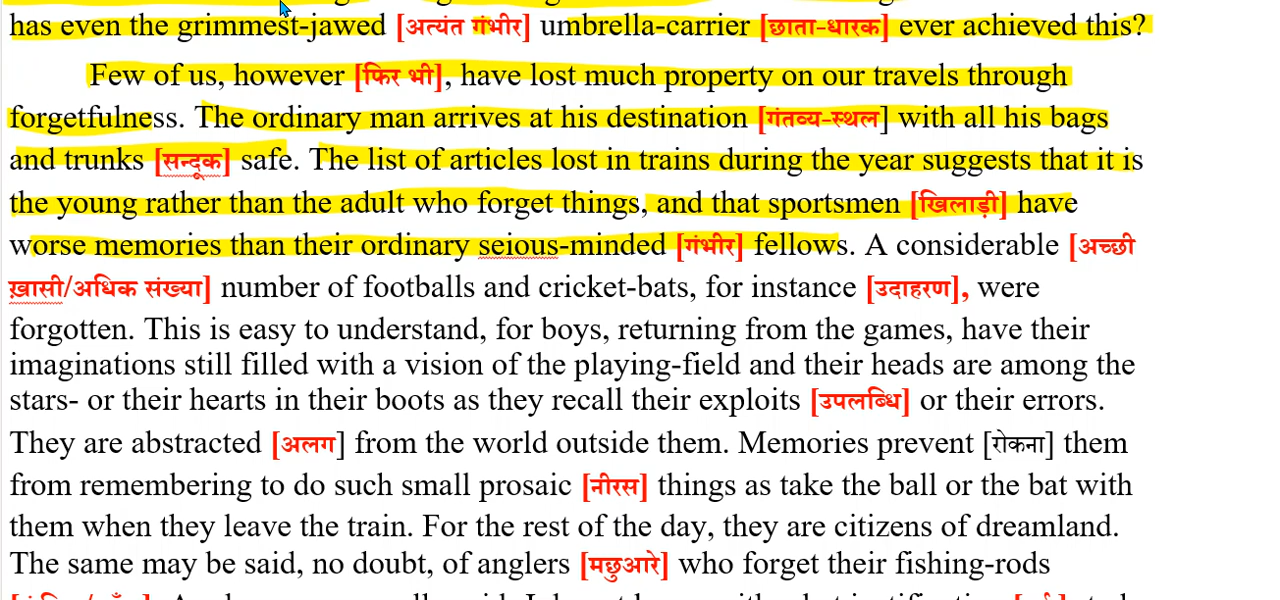 has even the grimmest-jawed [अत्यंत गंभीर] umbrella-carrier [छाता-धारक] ever achieved this?
Few of us, however [फिर भी], have lost much property on our travels through
forgetfulness. The ordinary man arrives at his destination [गंतव्य-स्थल] with all his bags
and trunks [सन्दूक] safe. The list of articles lost in trains during the year suggests that it is
the young rather than the adult who forget things, and that sportsmen [खिलाड़ी] have
worse memories than their ordinary seious-minded [गंभीर] fellows. A considerable [अच्छी
ख़ासी/अधिक संख्या] number of footballs and cricket-bats, for instance [उदाहरण], were
forgotten. This is easy to understand, for boys, returning from the games, have their
imaginations still filled with a vision of the playing-field and their heads are among the
stars- or their hearts in their boots as they recall their exploits [उपलब्धि] or their errors.
They are abstracted [अलग] from the world outside them. Memories prevent [रोकना] them
from remembering to do such small prosaic [नीरस] things as take the ball or the bat with
them when they leave the train. For the rest of the day, they are citizens of dreamland.
The same may be said, no doubt, of anglers [मछुआरे] who forget their fishing-rods